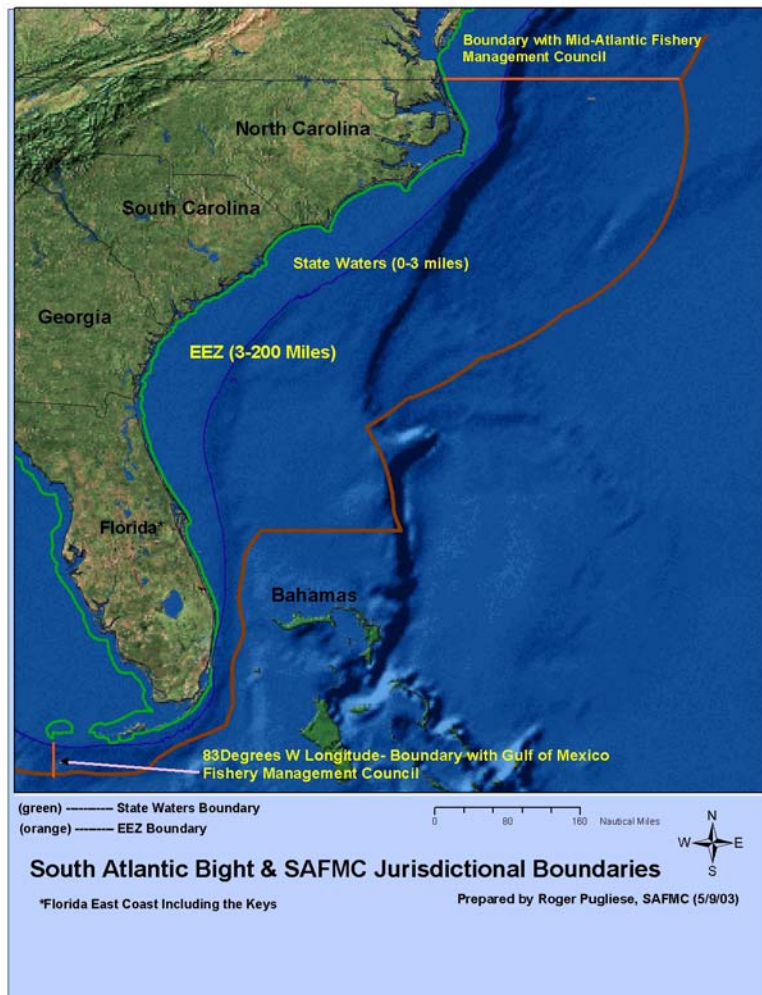 Boundary with Mid-Atlantic Fishery
Management Council
North Carolina
South Carolina
State Waters (0-3 miles)
Georgia
EEZ (3-200 Miles)
Florida*
Bahamas
83Degrees W Longitude- Boundary with Gulf of Mexico
Fishery Management Council
(green) ----------- State Waters Boundary
(orange) --------- EEZ Boundary
0 80 160 Nautical Miles
N
W E
S
South Atlantic Bight & SAFMC Jurisdictional Boundaries
*Florida East Coast Including the Keys
Prepared by Roger Pugliese, SAFMC (5/9/03)